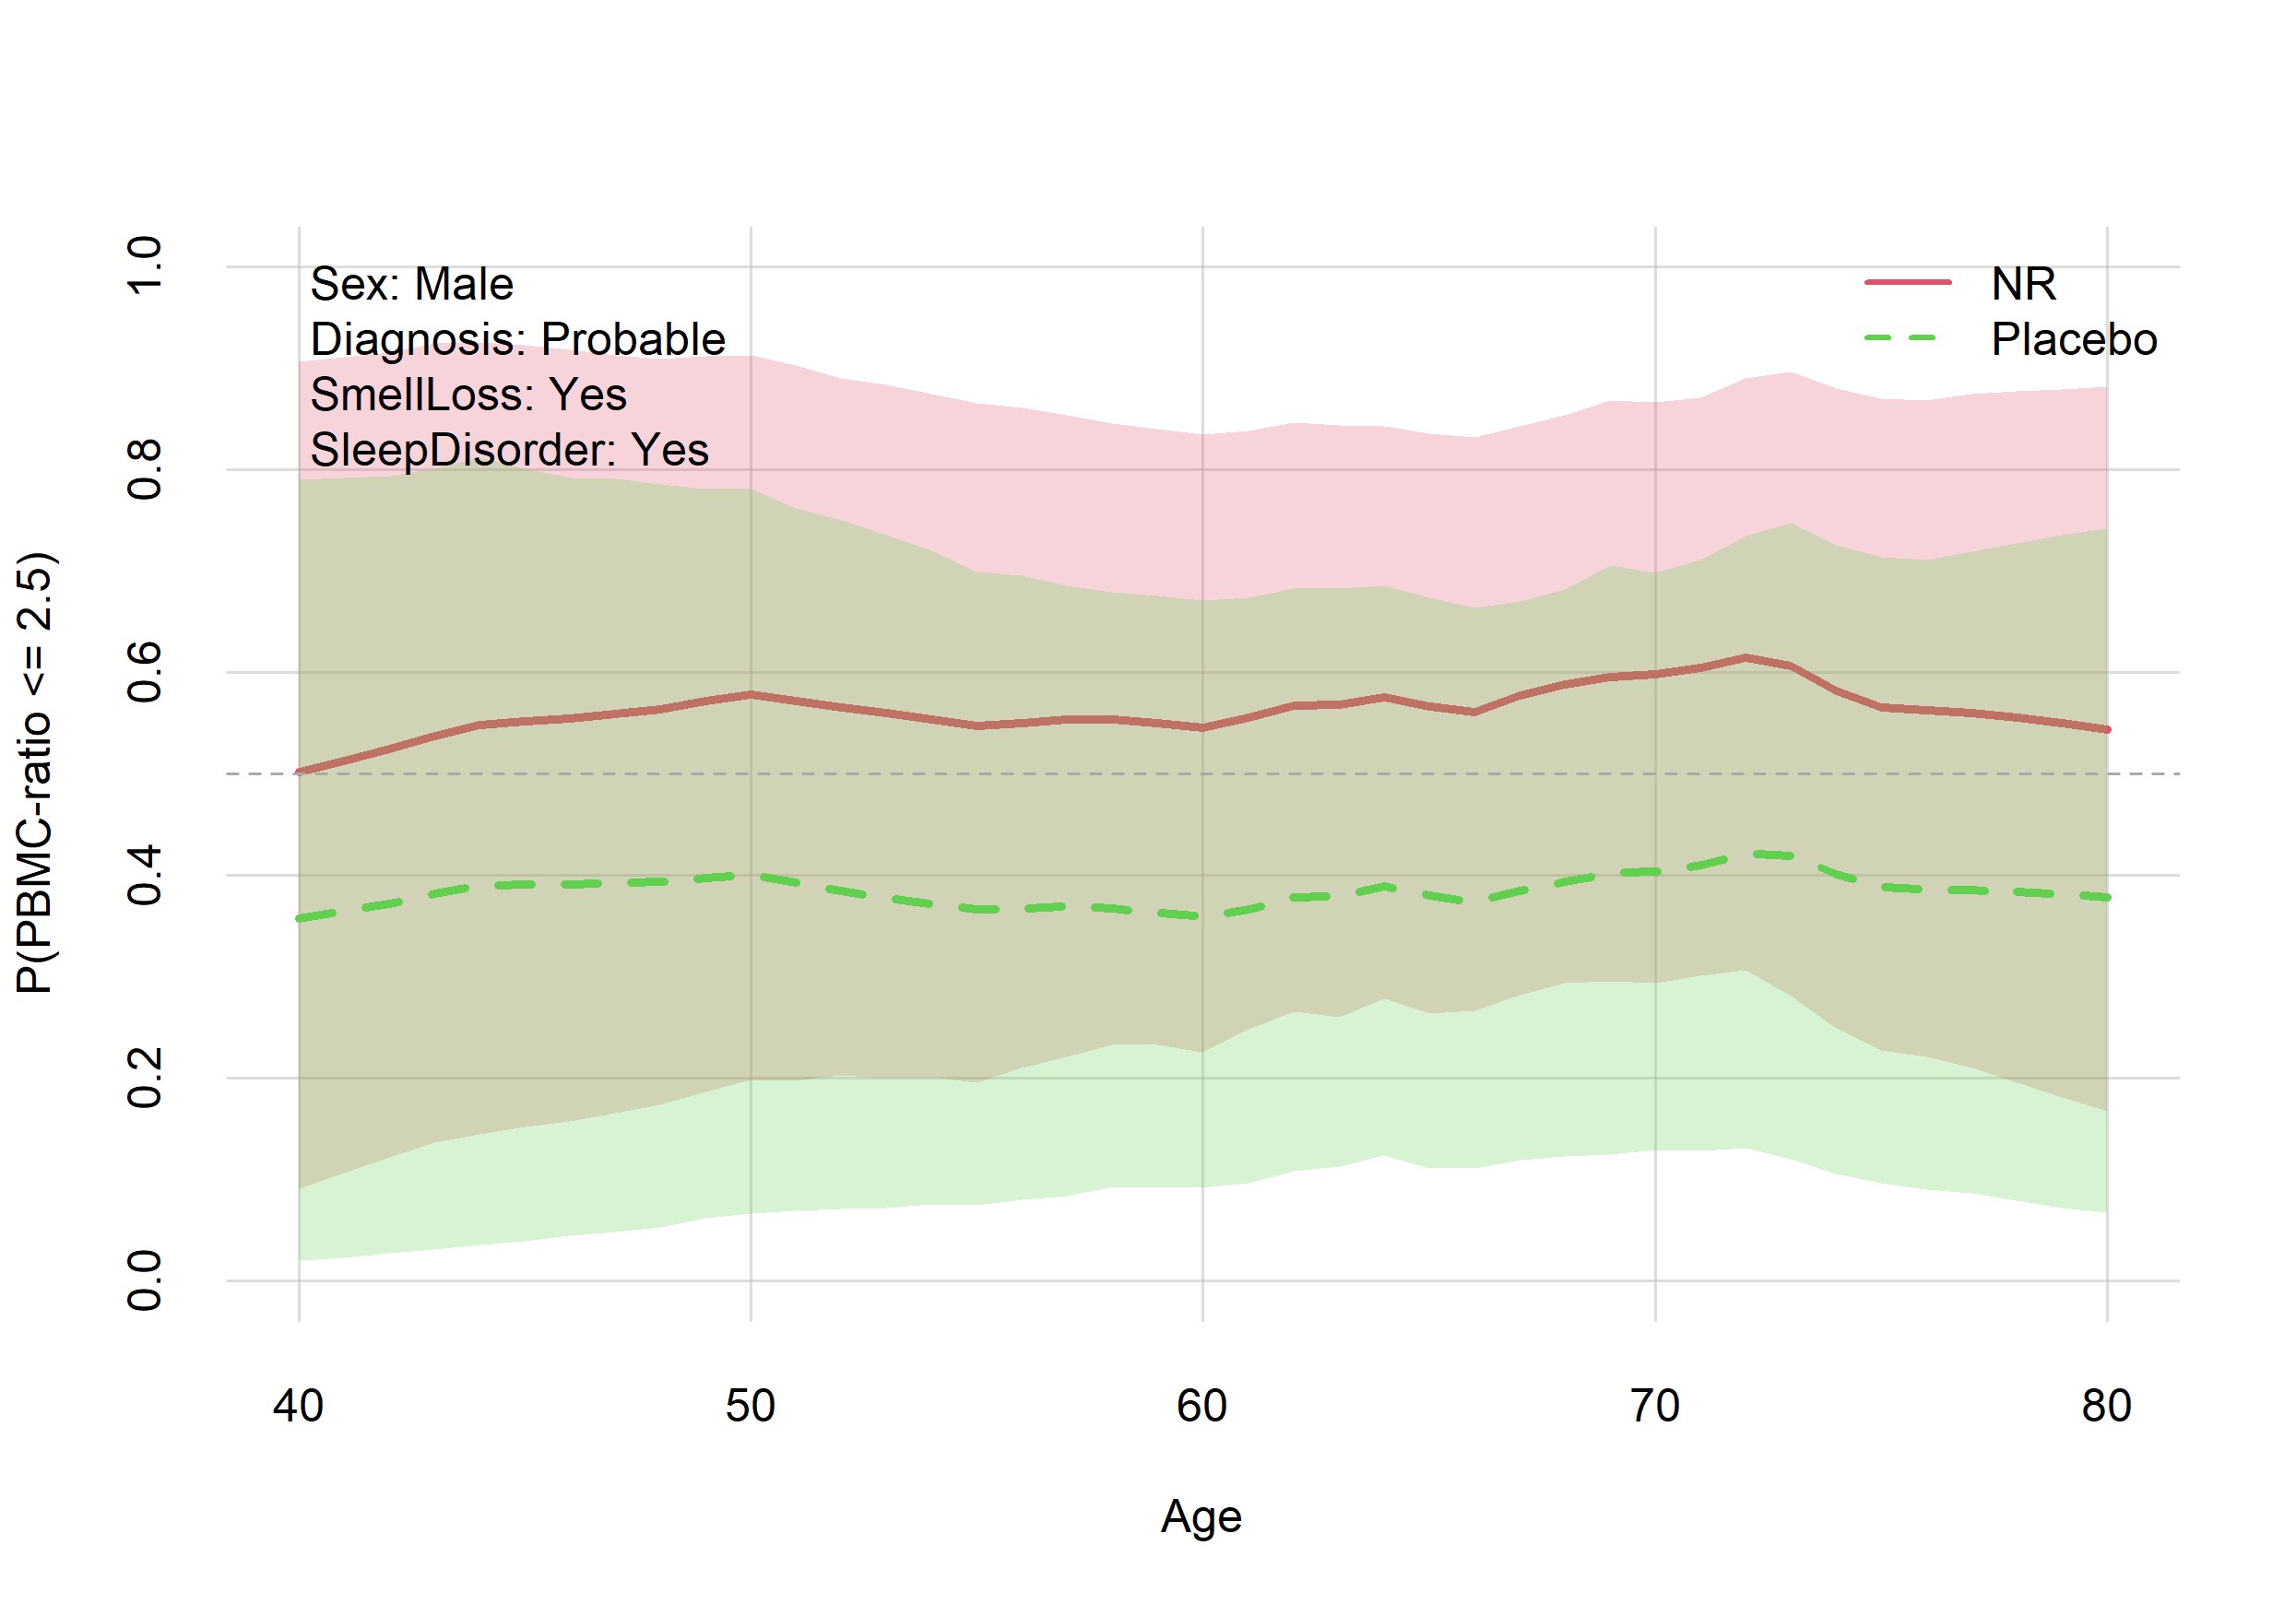 Sex: Male
Diagnosis: Probable
SmellLoss: Yes
SleepDisorder: Yes
NR
Placebo
P(PBMC-ratio <= 2.5)
1.0
0.8
0.6
0.4
0.2
0.0
40 50 60 70 80
Age